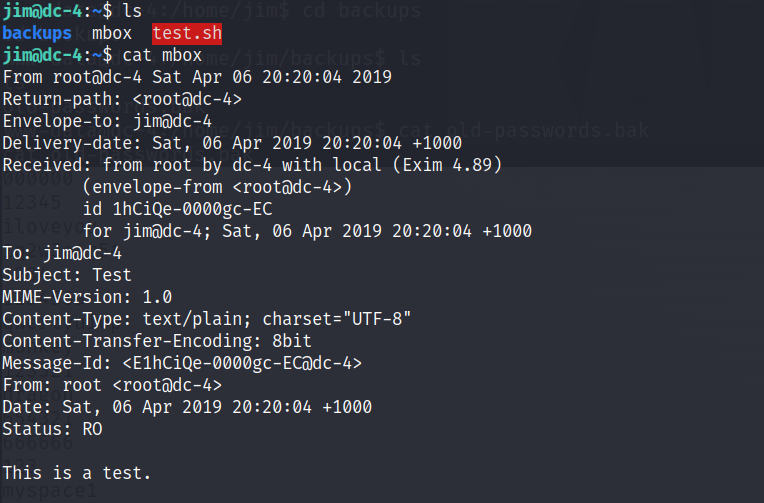 jim@dc-4:~$ ls
backups  mbox  test.sh
jim@dc-4:~$ cat mbox
From root@dc-4 Sat Apr 06 20:20:04 2019
Return-path: <root@dc-4>
Envelope-to: jim@dc-4
Delivery-date: Sat, 06 Apr 2019 20:20:04 +1000
Received: from root by dc-4 with local (Exim 4.89)
        (envelope-from <root@dc-4>)
        id 1hCiQe-0000gc-EC
        for jim@dc-4; Sat, 06 Apr 2019 20:20:04 +1000
To: jim@dc-4
Subject: Test
MIME-Version: 1.0
Content-Type: text/plain; charset="UTF-8"
Content-Transfer-Encoding: 8bit
Message-Id: <E1hCiQe-0000gc-EC@dc-4>
From: root <root@dc-4>
Date: Sat, 06 Apr 2019 20:20:04 +1000
Status: RO

This is a test.